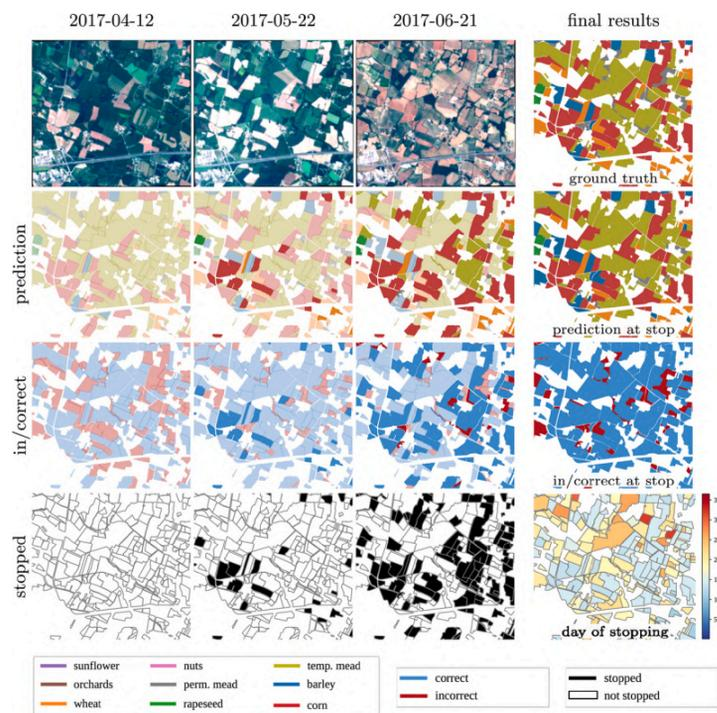 2017-04-12 2017-05-22 2017-06-21 final results
ground truth
prediction
prediction at stop
in/correct
in/correct at stop
stopped
day of stopping
sunflower nuts temp. mead
orchards perm. mead barley
wheat rapeseed corn
correct
incorrect
stopped
not stopped